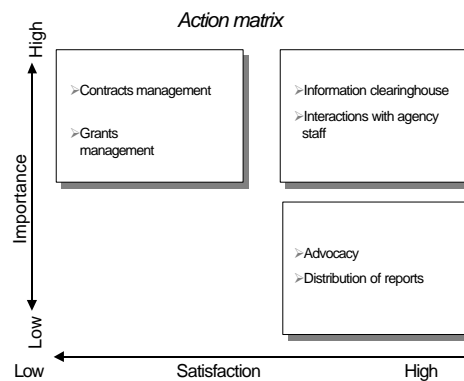 Action matrix
High
➢Contracts management
➢Grants
management
➢Information clearinghouse
➢Interactions with agency
staff
Importance
➢Advocacy
➢Distribution of reports
Low
Low
Satisfaction
High